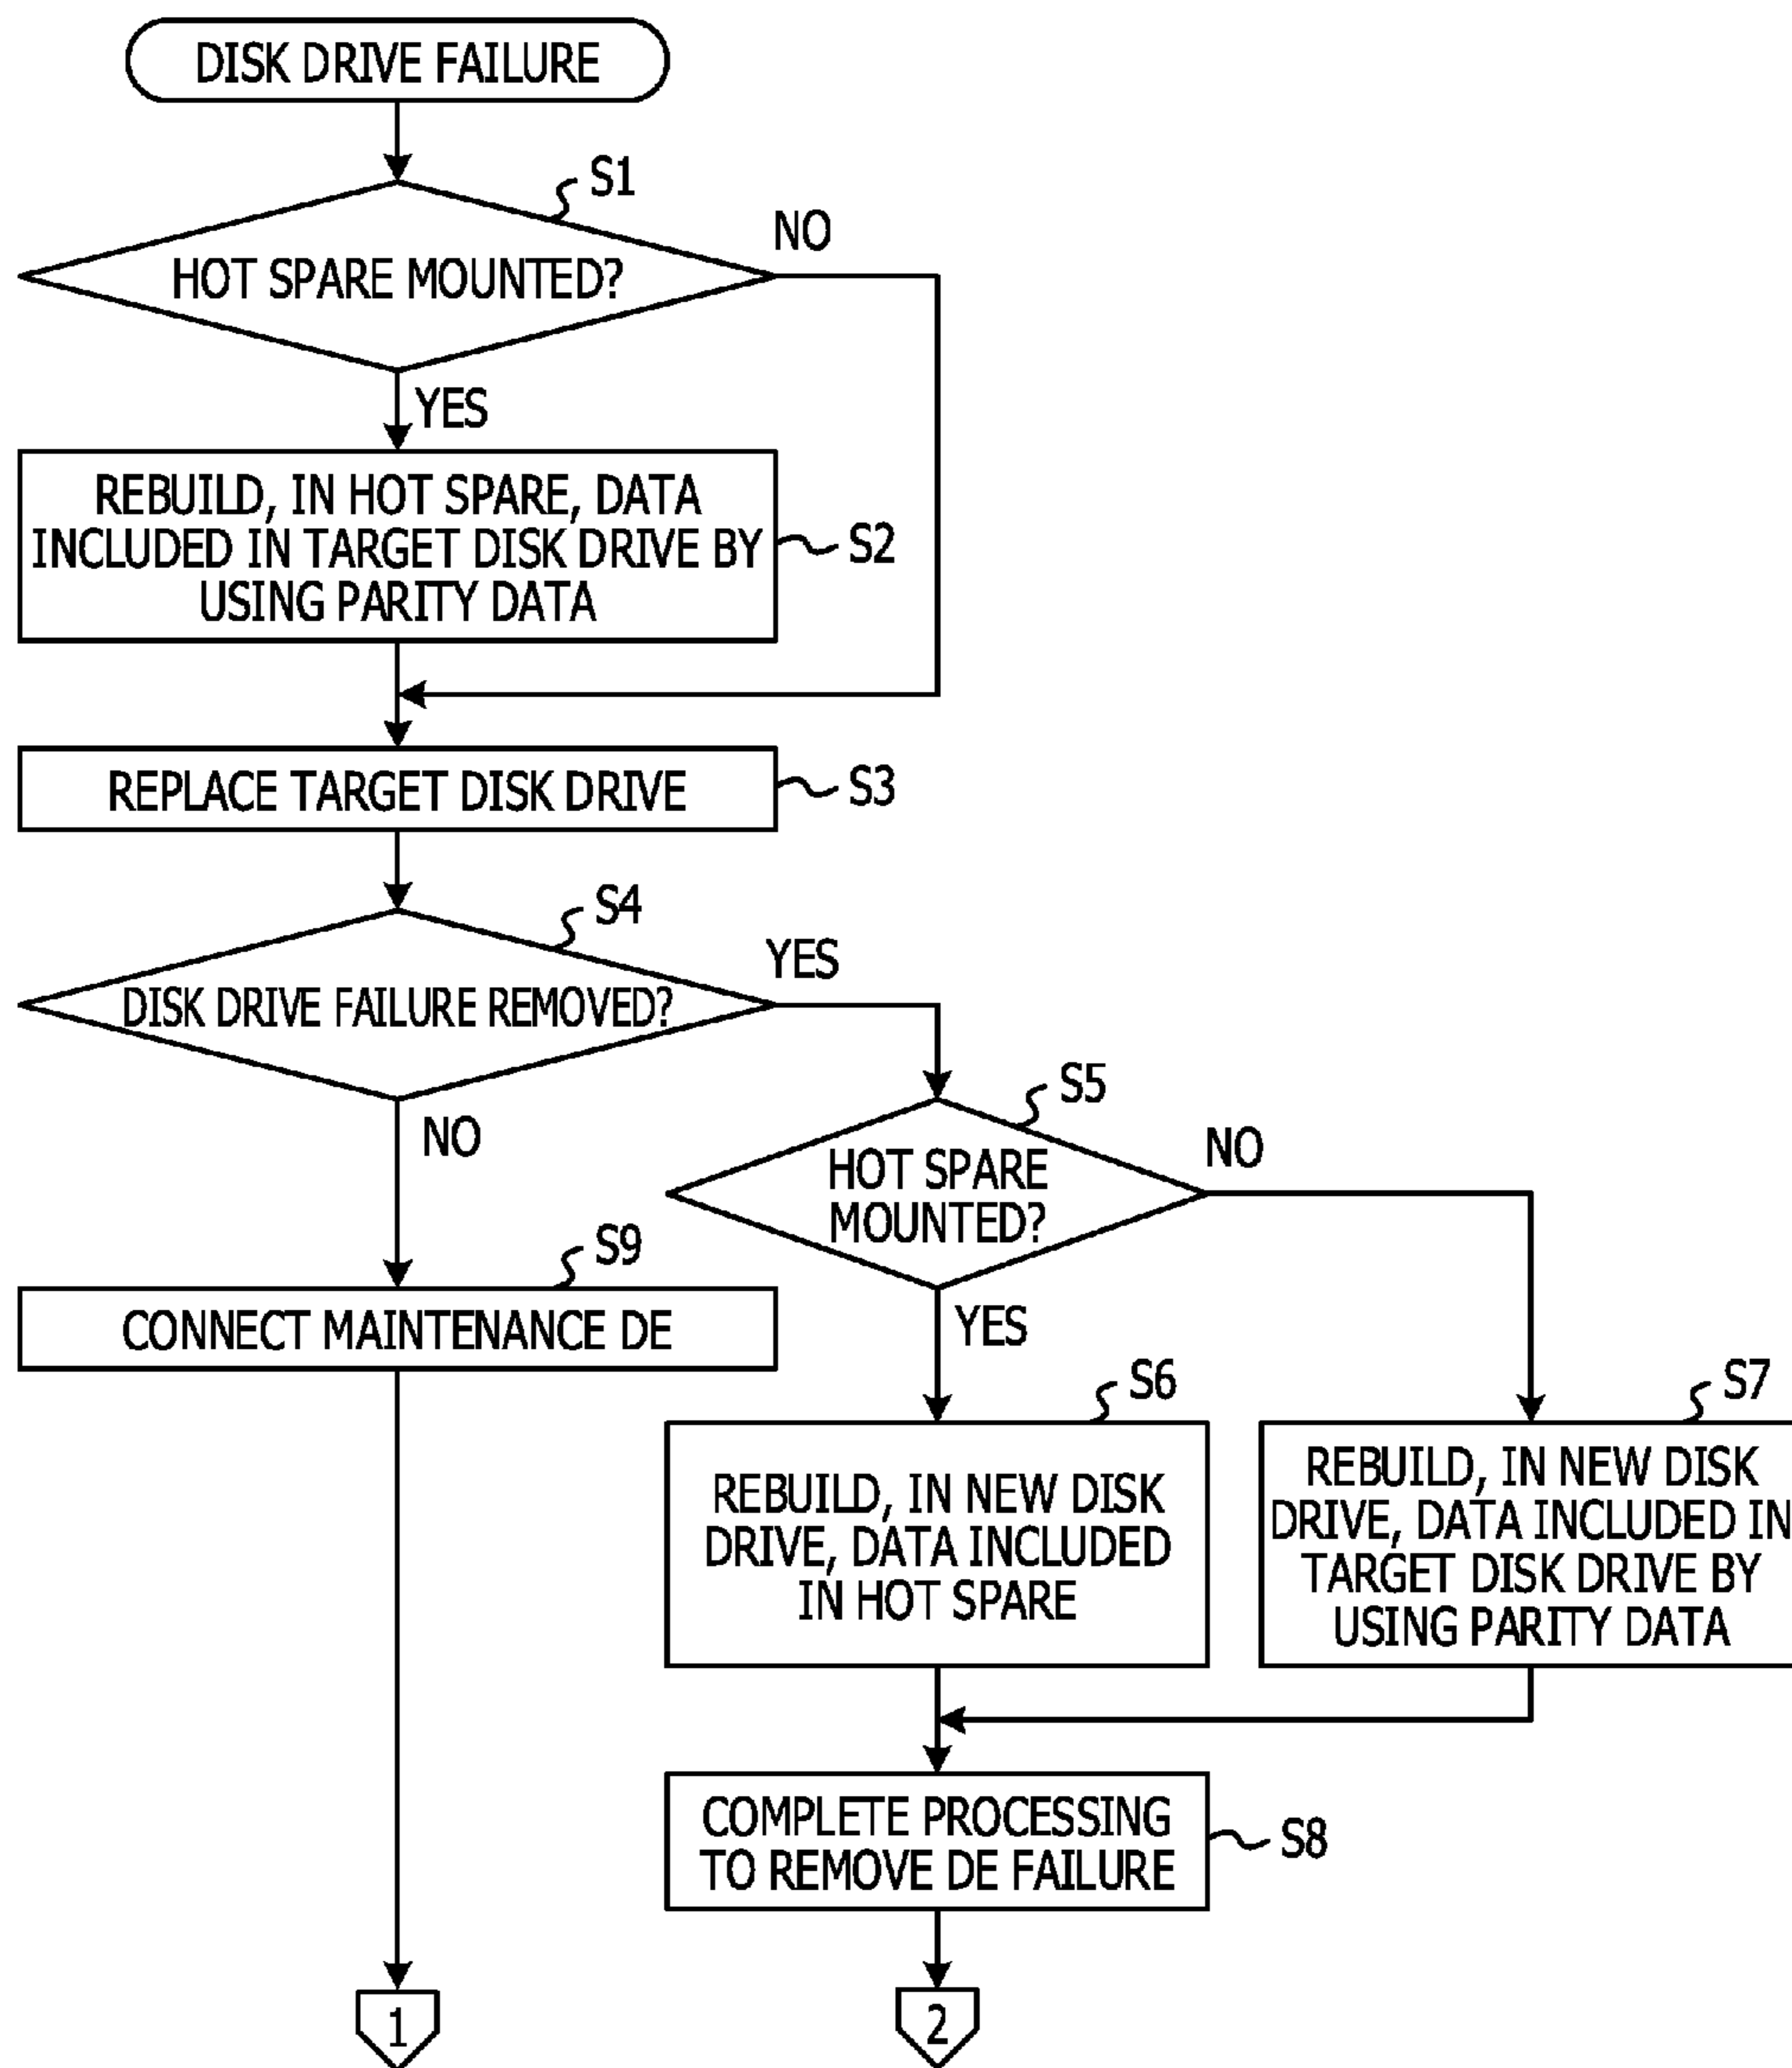 DISK DRIVE FAILURE
S1
NO
HOT SPARE MOUNTED?
YES
REBUILD, IN HOT SPARE, DATA
INCLUDED IN TARGET DISK DRIVE BY
USING PARITY DATA
S2
REPLACE TARGET DISK DRIVE
S3
S4
YES
DISK DRIVE FAILURE REMOVED?
NO
S5
NO
HOT SPARE
MOUNTED?
YES
S9
CONNECT MAINTENANCE DE
S6
REBUILD, IN NEW DISK
DRIVE, DATA INCLUDED
IN HOT SPARE
S7
REBUILD, IN NEW DISK
DRIVE, DATA INCLUDED IN
TARGET DISK DRIVE BY
USING PARITY DATA
COMPLETE PROCESSING
TO REMOVE DE FAILURE
S8
1
2